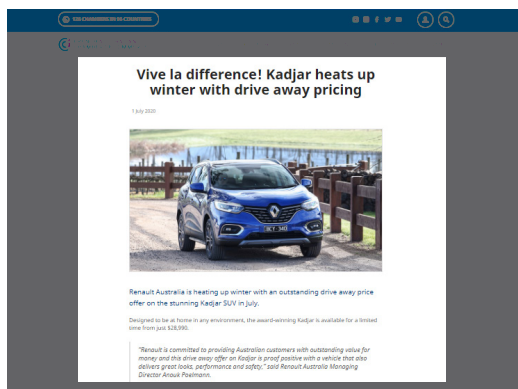 Vive la difference! Kadjar heats up
winter with drive away pricing
1 July 2020
Renault Australia is heating up winter with an outstanding drive away price
offer on the stunning Kadjar SUV in July.
Designed to be at home in any environment, the award-winning Kadjar is available for a limited
time from just $28,990.
"Renault is committed to providing Australian customers with outstanding value for
money and this drive away offer on Kadjar is proof positive with a vehicle that also
delivers great looks, performance and safety," said Renault Australia Managing
Director Anouk Poelmann.